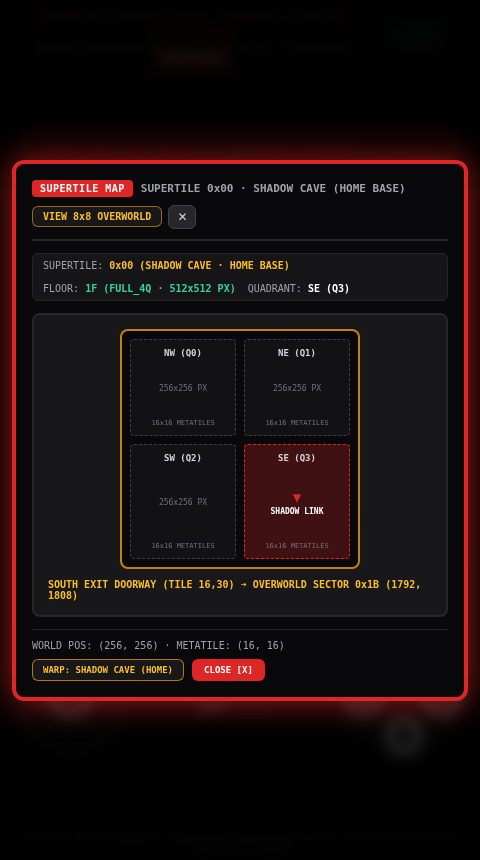 SUPERTILE MAP SUPERTILE 0x00 · SHADOW CAVE (HOME BASE)
VIEW 8x8 OVERWORLD ✕
SUPERTILE: 0x00 (SHADOW CAVE · HOME BASE)
FLOOR: 1F (FULL_4Q · 512x512 PX) QUADRANT: SE (Q3)
NW (Q0) NE (Q1)
256x256 PX 256x256 PX
16x16 METATILES 16x16 METATILES
SW (Q2) SE (Q3)
256x256 PX ▼
SHADOW LINK
16x16 METATILES 16x16 METATILES
SOUTH EXIT DOORWAY (TILE 16,30) → OVERWORLD SECTOR 0x1B (1792,
1808)
WORLD POS: (256, 256) · METATILE: (16, 16)
WARP: SHADOW CAVE (HOME) CLOSE [X]